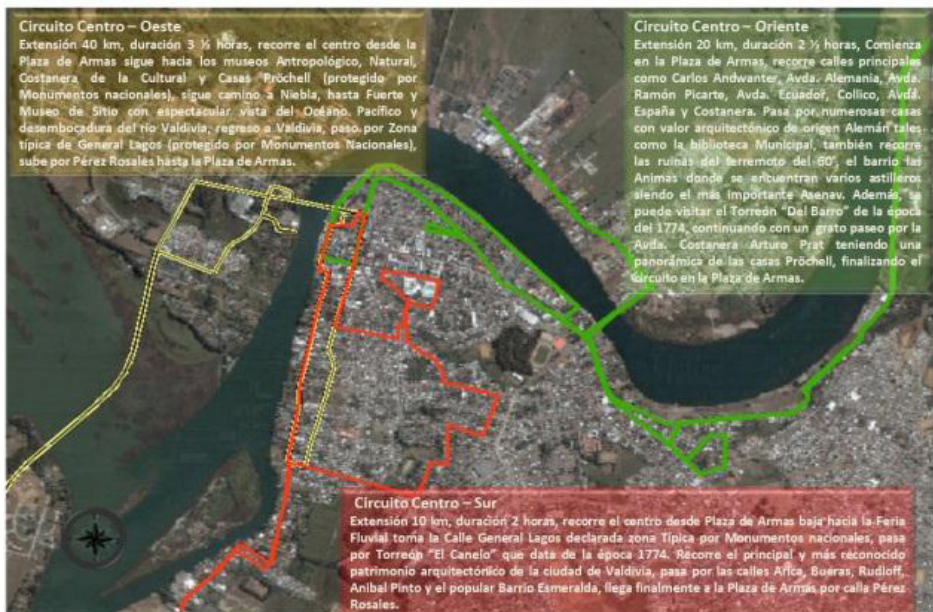 Circuito Centro – Oeste
Extensión 40 km, duración 3 ½ horas, recorre el centro desde la
Plaza de Armas sigue hacia los museos Antropológico, Natural,
Costanera de la Cultural y Casas Pröchell (protegido por
Monumentos nacionales), sigue camino a Niebla, hasta Fuerte y
Museo de Sitio con espectacular vista del Océano Pacífico y
desembocadura del río Valdivia, regreso a Valdivia, paso por Zona
típica de General Lagos (protegido por Monumentos Nacionales),
sube por Pérez Rosales hasta la Plaza de Armas.
Circuito Centro – Oriente
Extensión 20 km, duración 2 ½ horas, Comienza
en la Plaza de Armas, recorre calles principales
como Carlos Andwanter, Avda. Alemania, Avda.
Ramón Picarte, Avda. Ecuador, Collico, Avda.
España y Costanera. Pasa por numerosas casas
con valor arquitectónico de origen Alemán tales
como la biblioteca Municipal, también recorre
las ruinas del terremoto del 60', el barrio las
Animas donde se encuentran varios astilleros
siendo el más importante Asenav. Además, se
puede visitar el Torreón "Del Barro" de la época
del 1774, continuando con un grato paseo por la
Avda. Costanera Arturo Prat teniendo una
panorámica de las casas Pröchell, finalizando el
circuito en la Plaza de Armas.
Circuito Centro – Sur
Extensión 10 km, duración 2 horas, recorre el centro desde Plaza de Armas baja hacia la Feria
Fluvial toma la Calle General Lagos declarada zona Típica por Monumentos nacionales, pasa
por Torreón "El Canelo" que data de la época 1774. Recorre el principal y más reconocido
patrimonio arquitectónico de la ciudad de Valdivia, pasa por las calles Arica, Bueras, Rudloff,
Anibal Pinto y el popular Barrio Esmeralda, llega finalmente a la Plaza de Armas por calla Pérez
Rosales.